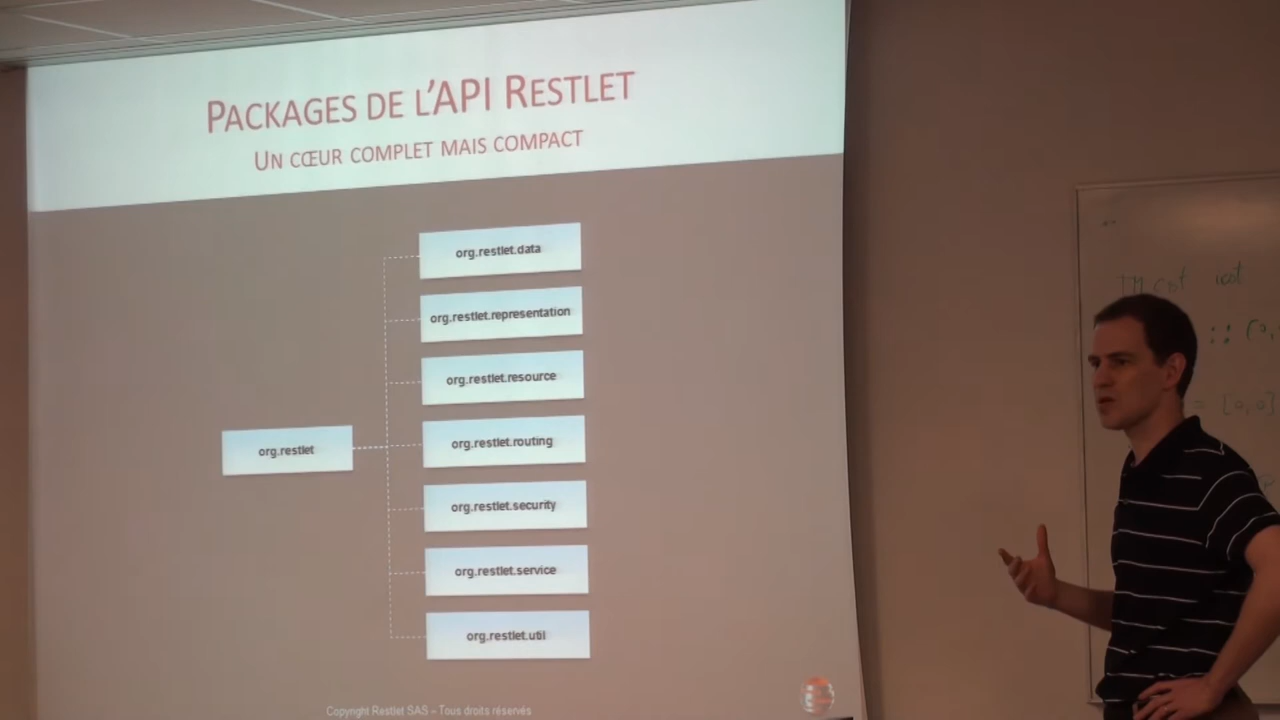 PACKAGES DE L'API RESTLET
UN CŒUR COMPLET MAIS COMPACT
org.restlet.data
org.restlet.representation
org.restlet.resource
org.restlet
org.restlet.routing
org.restlet.security
org.restlet.service
org.restlet.util
Copyright Restlet SAS – Tous droits réservés